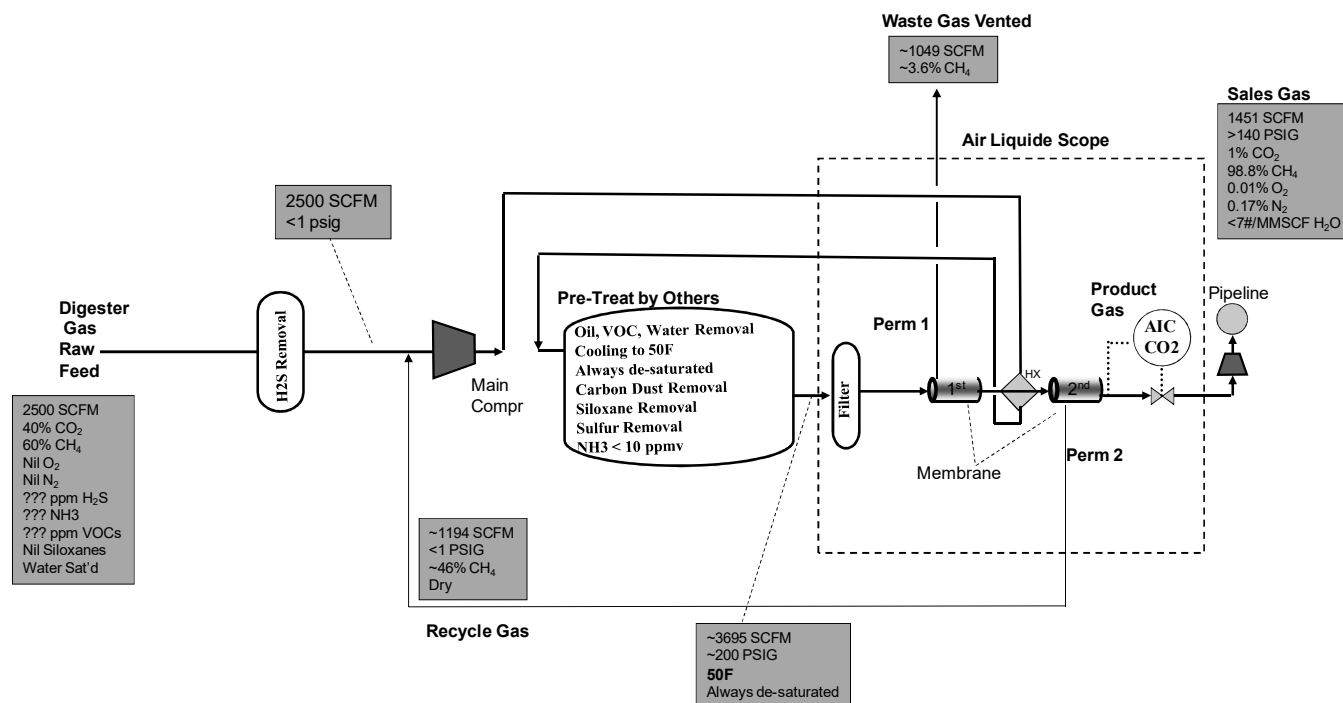 Waste Gas Vented
~1049 SCFM
~3.6% CH₄
Sales Gas
1451 SCFM
>140 PSIG
1% CO₂
98.8% CH₄
0.01% O₂
0.17% N₂
<7#/MMSCF H₂O
Air Liquide Scope
2500 SCFM
<1 psig
Digester
Gas
Raw
Feed
H2S Removal
Main
Compr
Pre-Treat by Others
Oil, VOC, Water Removal
Cooling to 50F
Always de-saturated
Carbon Dust Removal
Siloxane Removal
Sulfur Removal
NH3 < 10 ppmv
Filter
Perm 1
1st
HX
2nd
Perm 2
Membrane
Product
Gas
AIC
CO2
Pipeline
2500 SCFM
40% CO₂
60% CH₄
Nil O₂
Nil N₂
??? ppm H₂S
??? NH3
??? ppm VOCs
Nil Siloxanes
Water Sat'd
~1194 SCFM
<1 PSIG
~46% CH₄
Dry
Recycle Gas
~3695 SCFM
~200 PSIG
50F
Always de-saturated